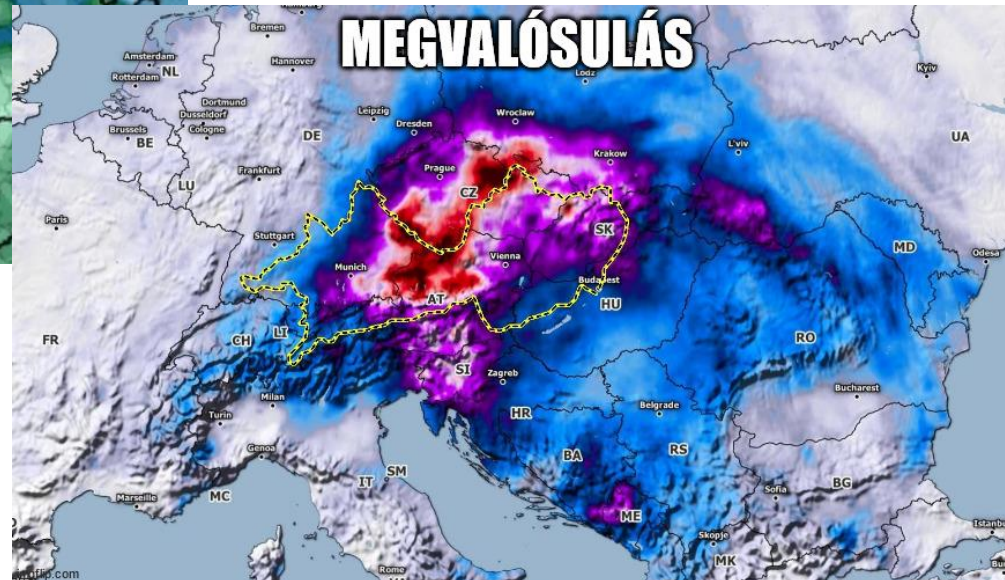 MEGVALÓSULÁS
Bremen
Amsterdam
NL
Hannover
Rotterdam
Lodz
Kyiv
Dortmund
Dusseldorf
Leipzig
Wroclaw
Brussels
BE
Cologne
DE
Dresden
UA
L'viv
Prague
Krakow
LU
Frankfurt
CZ
Paris
Stuttgart
SK
MD
Vienna
Odesa
Munich
Budapest
AT
HU
FR
CH
LI
RO
SI
Zagreb
Bucharest
Milan
Belgrade
Turin
HR
Genoa
BA
RS
SM
IT
BG
Marseille
MC
Sofia
ME
Skopje
MK
Rome